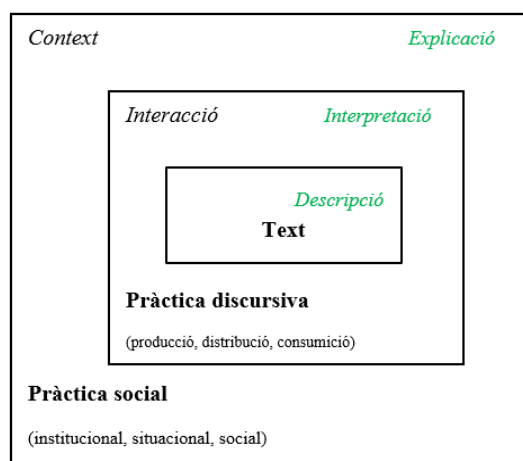 Context Explicació
Interacció Interpretació
Descripció
Text
Pràctica discursiva
(producció, distribució, consumició)
Pràctica social
(institucional, situacional, social)